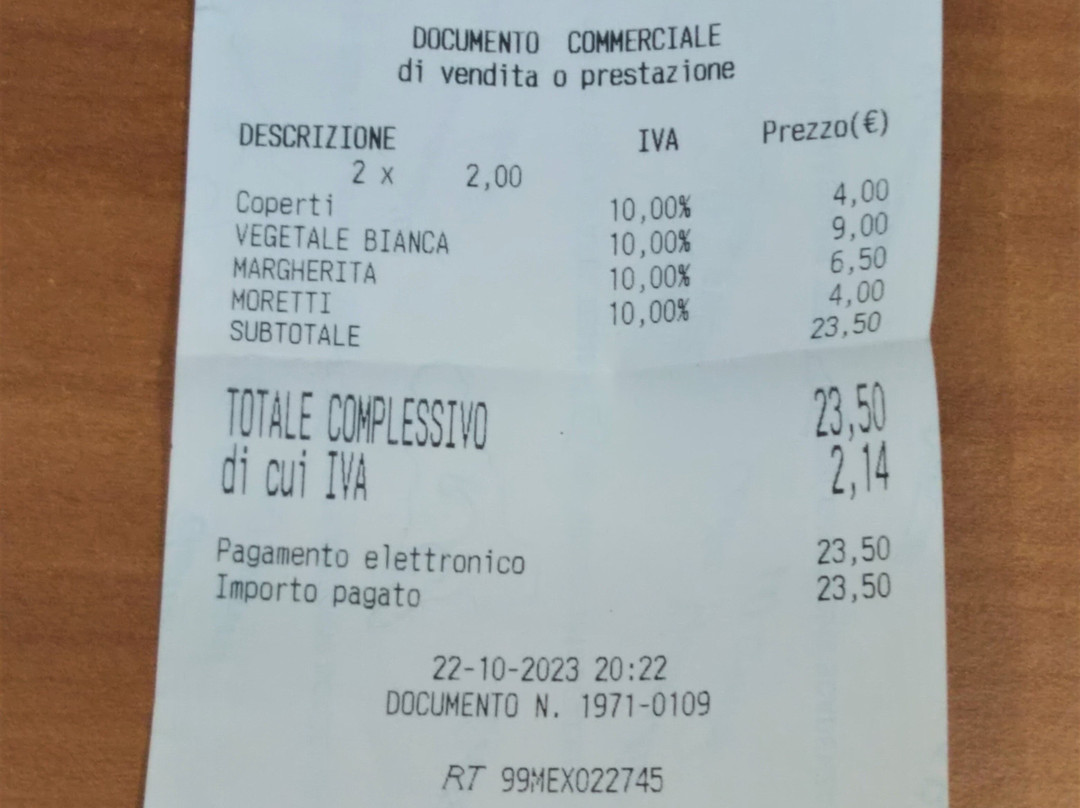 DOCUMENTO COMMERCIALE
di vendita o prestazione
DESCRIZIONE IVA Prezzo(€)
2 x 2,00
Coperti 10,00% 4,00
VEGETALE BIANCA 10,00% 9,00
MARGHERITA 10,00% 6,50
MORETTI 10,00% 4,00
SUBTOTALE 23,50
TOTALE COMPLESSIVO 23,50
di cui IVA 2,14
Pagamento elettronico 23,50
Importo pagato 23,50
22-10-2023 20:22
DOCUMENTO N. 1971-0109
RT 99MEX022745